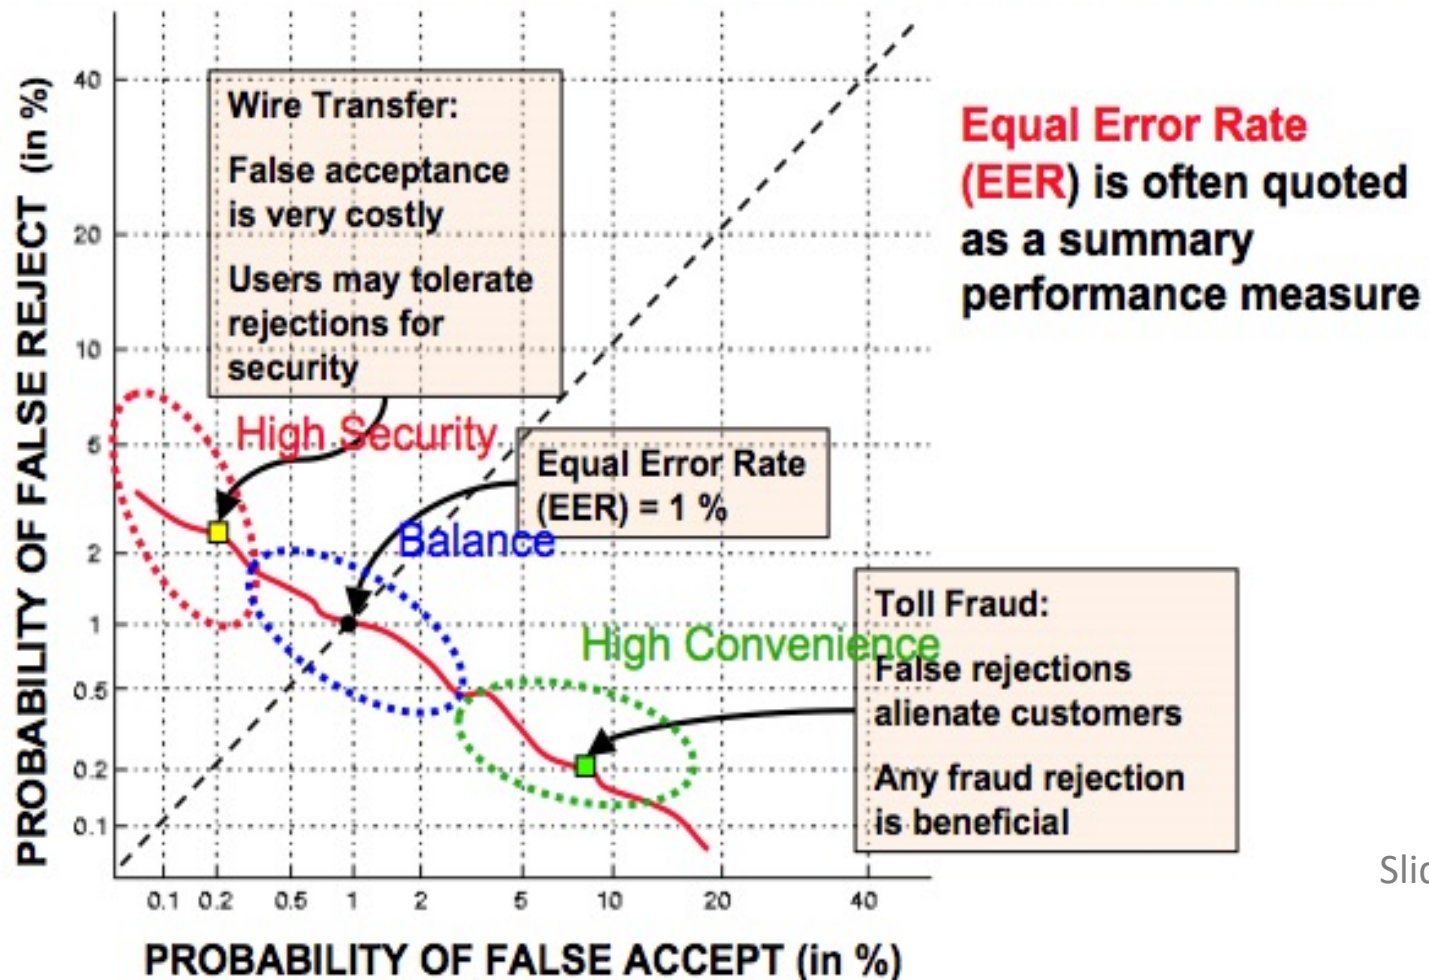 PROBABILITY OF FALSE REJECT (in %)
40
20
10
5
2
1
0.5
0.2
0.1
Wire Transfer:
False acceptance
is very costly
Users may tolerate
rejections for
security
High Security
Equal Error Rate
(EER) = 1 %
Balance
High Convenience
Toll Fraud:
False rejections
alienate customers
Any fraud rejection
is beneficial
Equal Error Rate
(EER) is often quoted
as a summary
performance measure
0.1 0.2 0.5 1 2 5 10 20 40
PROBABILITY OF FALSE ACCEPT (in %)